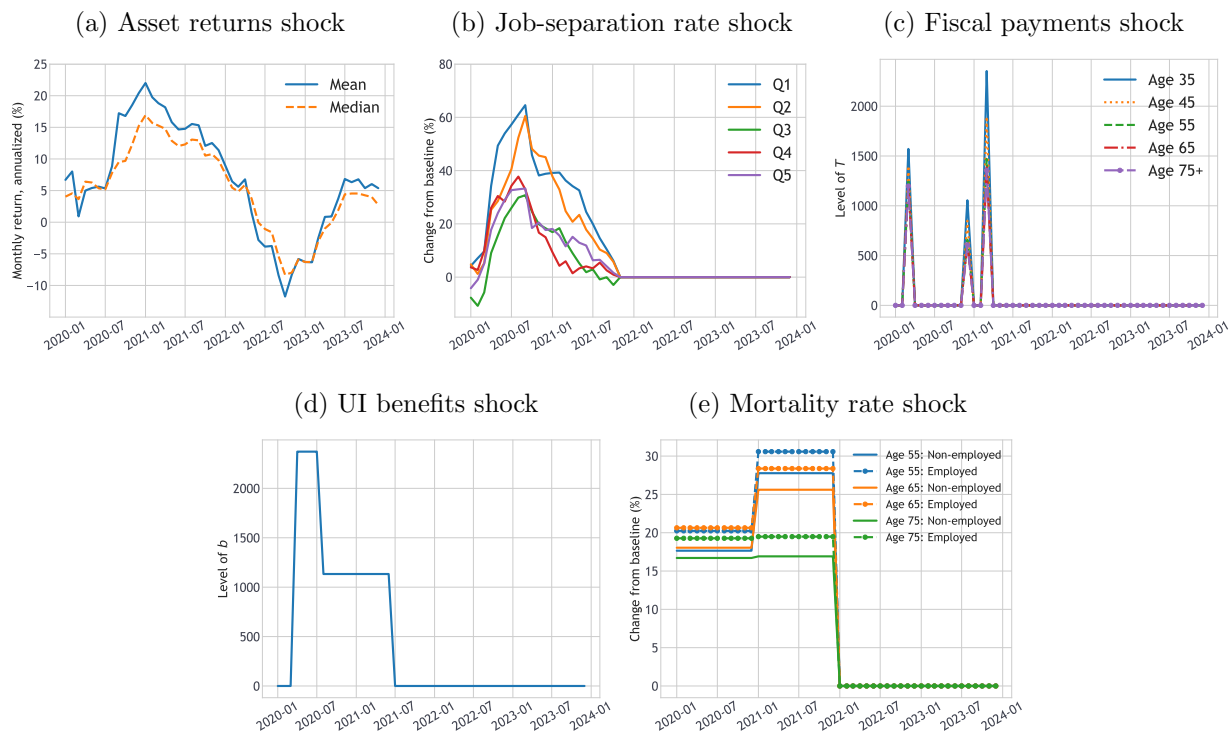 (a) Asset returns shock
Monthly return, annualized (%)
25
20
15
10
5
0
−5
−10
Mean
Median
2020-01
2020-07
2021-01
2021-07
2022-01
2022-07
2023-01
2023-07
2024-01
(b) Job-separation rate shock
Change from baseline (%)
80
60
40
20
0
Q1
Q2
Q3
Q4
Q5
2020-01
2020-07
2021-01
2021-07
2022-01
2022-07
2023-01
2023-07
2024-01
(c) Fiscal payments shock
Level of T
2000
1500
1000
500
0
Age 35
Age 45
Age 55
Age 65
Age 75+
2020-01
2020-07
2021-01
2021-07
2022-01
2022-07
2023-01
2023-07
2024-01
(d) UI benefits shock
Level of b
2000
1500
1000
500
0
2020-01
2020-07
2021-01
2021-07
2022-01
2022-07
2023-01
2023-07
2024-01
(e) Mortality rate shock
Change from baseline (%)
30
25
20
15
10
5
0
Age 55: Non-employed
Age 55: Employed
Age 65: Non-employed
Age 65: Employed
Age 75: Non-employed
Age 75: Employed
2020-01
2020-07
2021-01
2021-07
2022-01
2022-07
2023-01
2023-07
2024-01